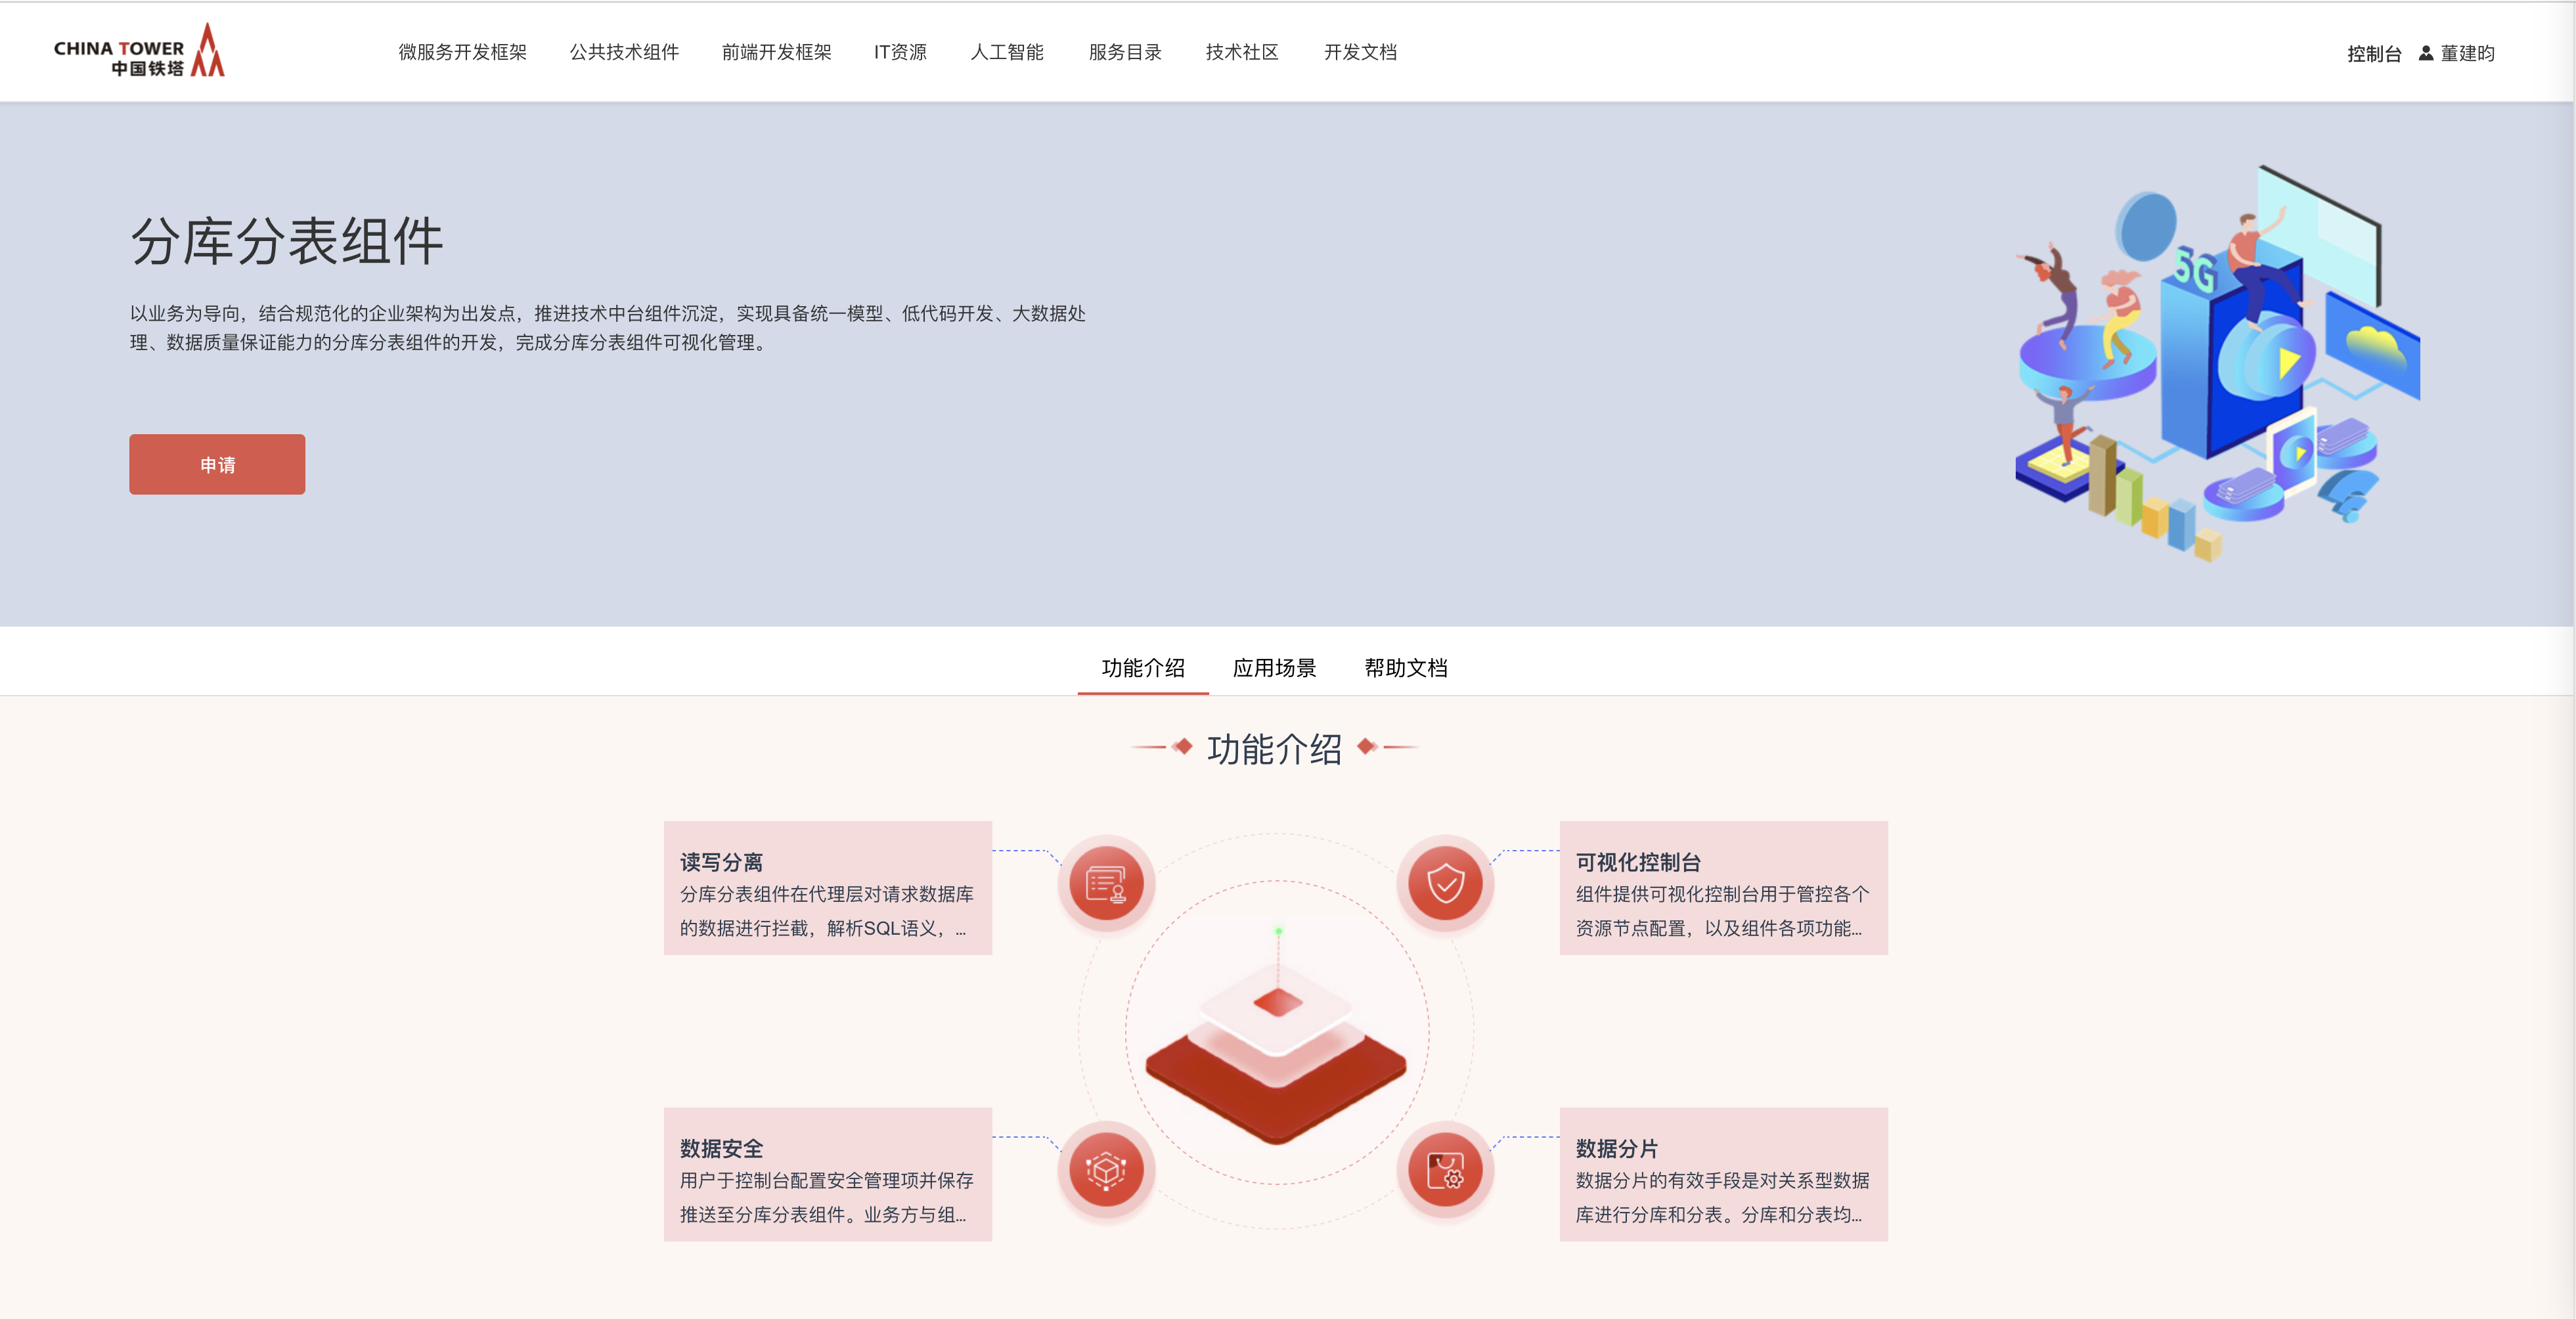 CHINA TOWER
中国铁塔
微服务开发框架 公共技术组件 前端开发框架 IT资源 人工智能 服务目录 技术社区 开发文档
控制台 董建昀
分库分表组件
以业务为导向，结合规范化的企业架构为出发点，推进技术中台组件沉淀，实现具备统一模型、低代码开发、大数据处
理、数据质量保证能力的分库分表组件的开发，完成分库分表组件可视化管理。
申请
5G
功能介绍 应用场景 帮助文档
功能介绍
读写分离
分库分表组件在代理层对请求数据库
的数据进行拦截，解析SQL语义，...
可视化控制台
组件提供可视化控制台用于管控各个
资源节点配置，以及组件各项功能...
数据安全
用户于控制台配置安全管理项并保存
推送至分库分表组件。业务方与组...
数据分片
数据分片的有效手段是对关系型数据
库进行分库和分表。分库和分表均...